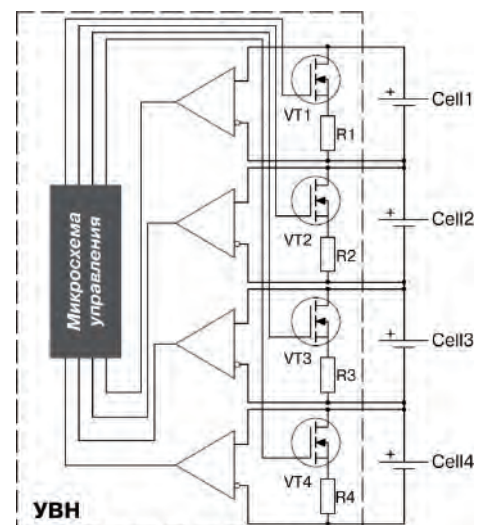 +
Cell1
VT1
R1
+
Cell2
VT2
R2
Микросхема
управления
+
Cell3
VT3
R3
+
Cell4
VT4
R4
УВН